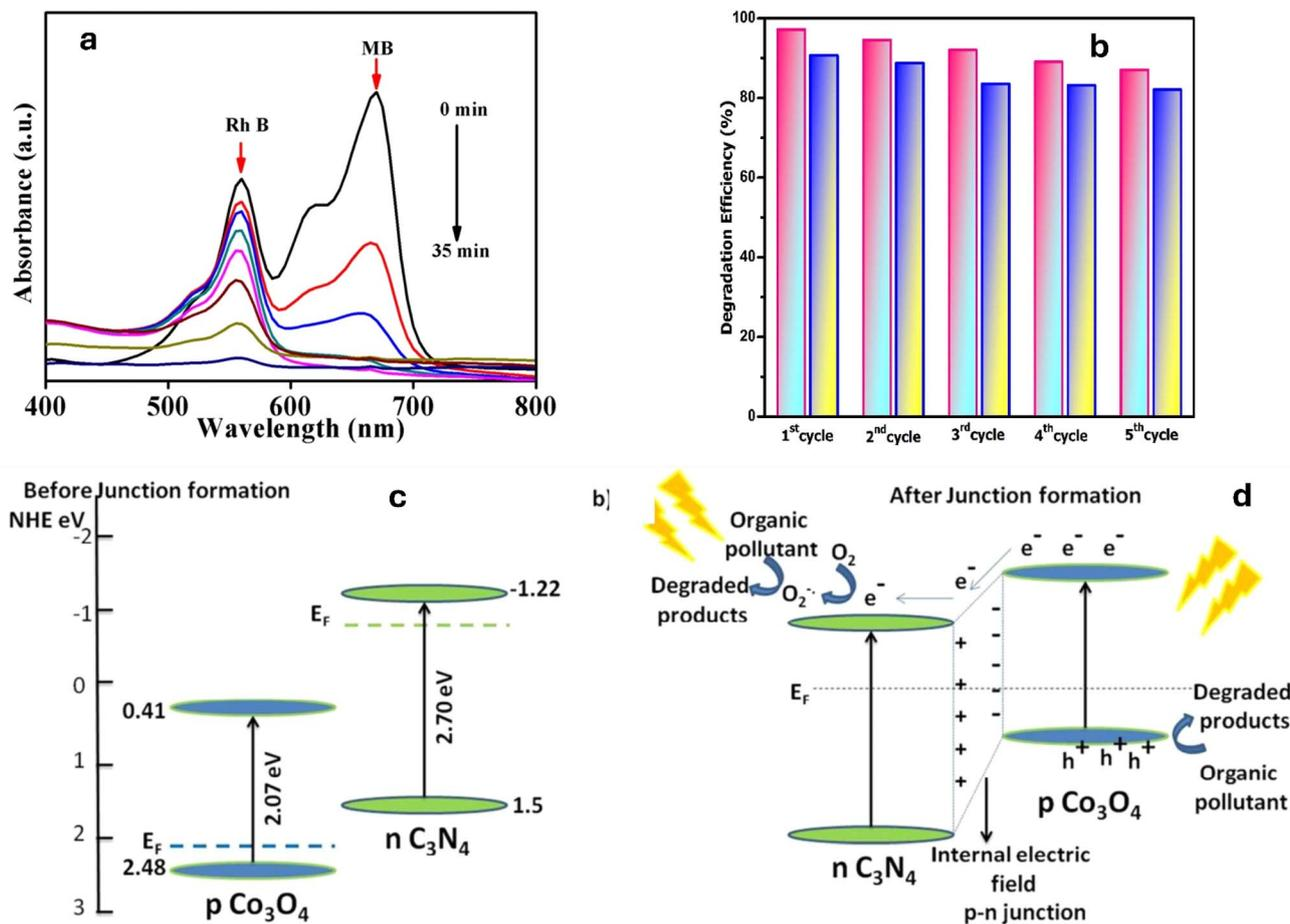 a
MB
0 min
Rh B
35 min
Absorbance (a.u.)
400 500 600 700 800
Wavelength (nm)
b
100
80
60
40
20
0
Degradation Efficiency (%)
1st cycle 2nd cycle 3rd cycle 4th cycle 5th cycle
Before Junction formation
c
NHE eV
-2
-1
0
1
2
3
-1.22
EF
2.70 eV
0.41
2.07 eV
1.5
n C3N4
EF
2.48
p Co3O4
b)
After Junction formation
d
Organic
pollutant
O2
Degraded
products
O2-.
e-
e-
e- e- e-
+
+
+
+
+
-
-
-
-
-
EF
Degraded
products
h+ h+ h+
Organic
pollutant
p Co3O4
n C3N4
Internal electric
field
p-n junction